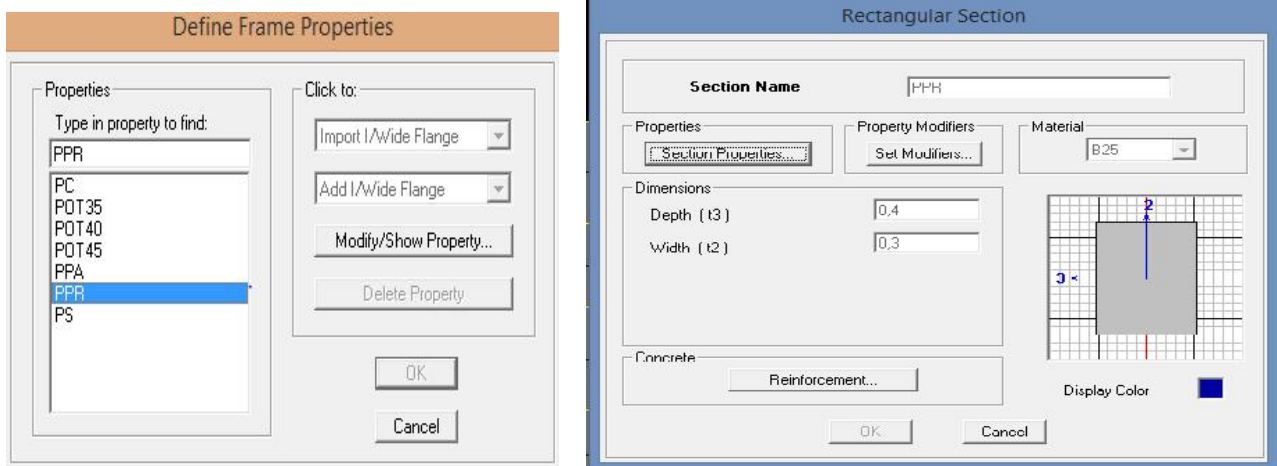 Define Frame Properties
Properties
Type in property to find:
PPR
PC
POT35
POT40
POT45
PPA
PPR
PS
Click to:
Import I/Wide Flange
Add I/Wide Flange
Modify/Show Property...
Delete Property
OK
Cancel
Rectangular Section
Section Name
PPR
Properties
Section Properties...
Property Modifiers
Set Modifiers...
Material
B25
Dimensions
Depth ( t3 )
0,4
Width ( t2 )
0,3
2
3
Concrete
Reinforcement...
Display Color
OK
Cancel